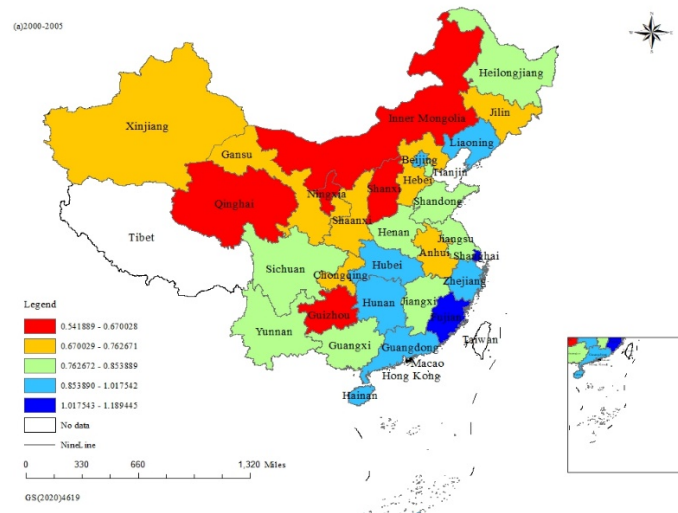 (a)2000-2005
Heilongjiang
Jilin
Xinjiang
Inner Mongolia
Liaoning
Gansu
Beijing
Tianjin
Hebei
Ningxia
Shanxi
Qinghai
Shandong
Shaanxi
Tibet
Henan
Jiangsu
Shanghai
Anhui
Sichuan
Chongqing
Hubei
Zhejiang
Hunan
Jiangxi
Guizhou
Fujian
Yunnan
Guangxi
Guangdong
Taiwan
Macao
Hong Kong
Hainan
Legend
0.541889 - 0.670028
0.670029 - 0.762671
0.762672 - 0.853889
0.853890 - 1.017542
1.017543 - 1.189445
No data
NineLine
0 330 660 1,320 Miles
GS(2020)4619